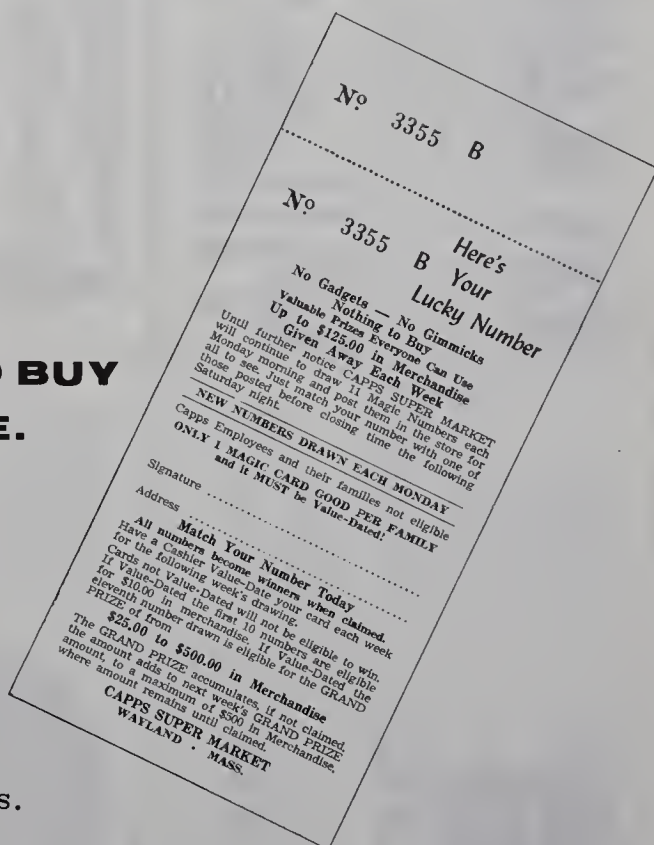 Nº 3355 B
Nº 3355 B
Here's
Your
Lucky Number
No Gadgets — No Gimmicks
Nothing to Buy
Valuable Prizes Everyone Can Use
Up to $125.00 in Merchandise
Given Away Each Week
Until further notice CAPPS SUPER MARKET
will continue to draw 11 Magic Numbers each
Monday morning and post them in the store for
all to see. Just match your number with one of
those posted before closing time the following
Saturday night.
NEW NUMBERS DRAWN EACH MONDAY
Capps Employees and their families not eligible
ONLY 1 MAGIC CARD GOOD PER FAMILY
and it MUST be Value-Dated!
Signature
Address
Match Your Number Today
All numbers become winners when claimed.
Have a Cashier Value-Date your card each week
for the following week's drawing.
Cards not Value-Dated will not be eligible to win.
If Value-Dated the first 10 numbers are eligible
for $10.00 in merchandise. If Value-Dated the
eleventh number drawn is eligible for the GRAND
PRIZE of from
$25.00 to $500.00 in Merchandise
The GRAND PRIZE accumulates, if not claimed,
the amount adds to next week's GRAND PRIZE
amount, to a maximum of $500 in Merchandise,
where amount remains until claimed.
CAPPS SUPER MARKET
WAYLAND • MASS.
BUY
E.
s.